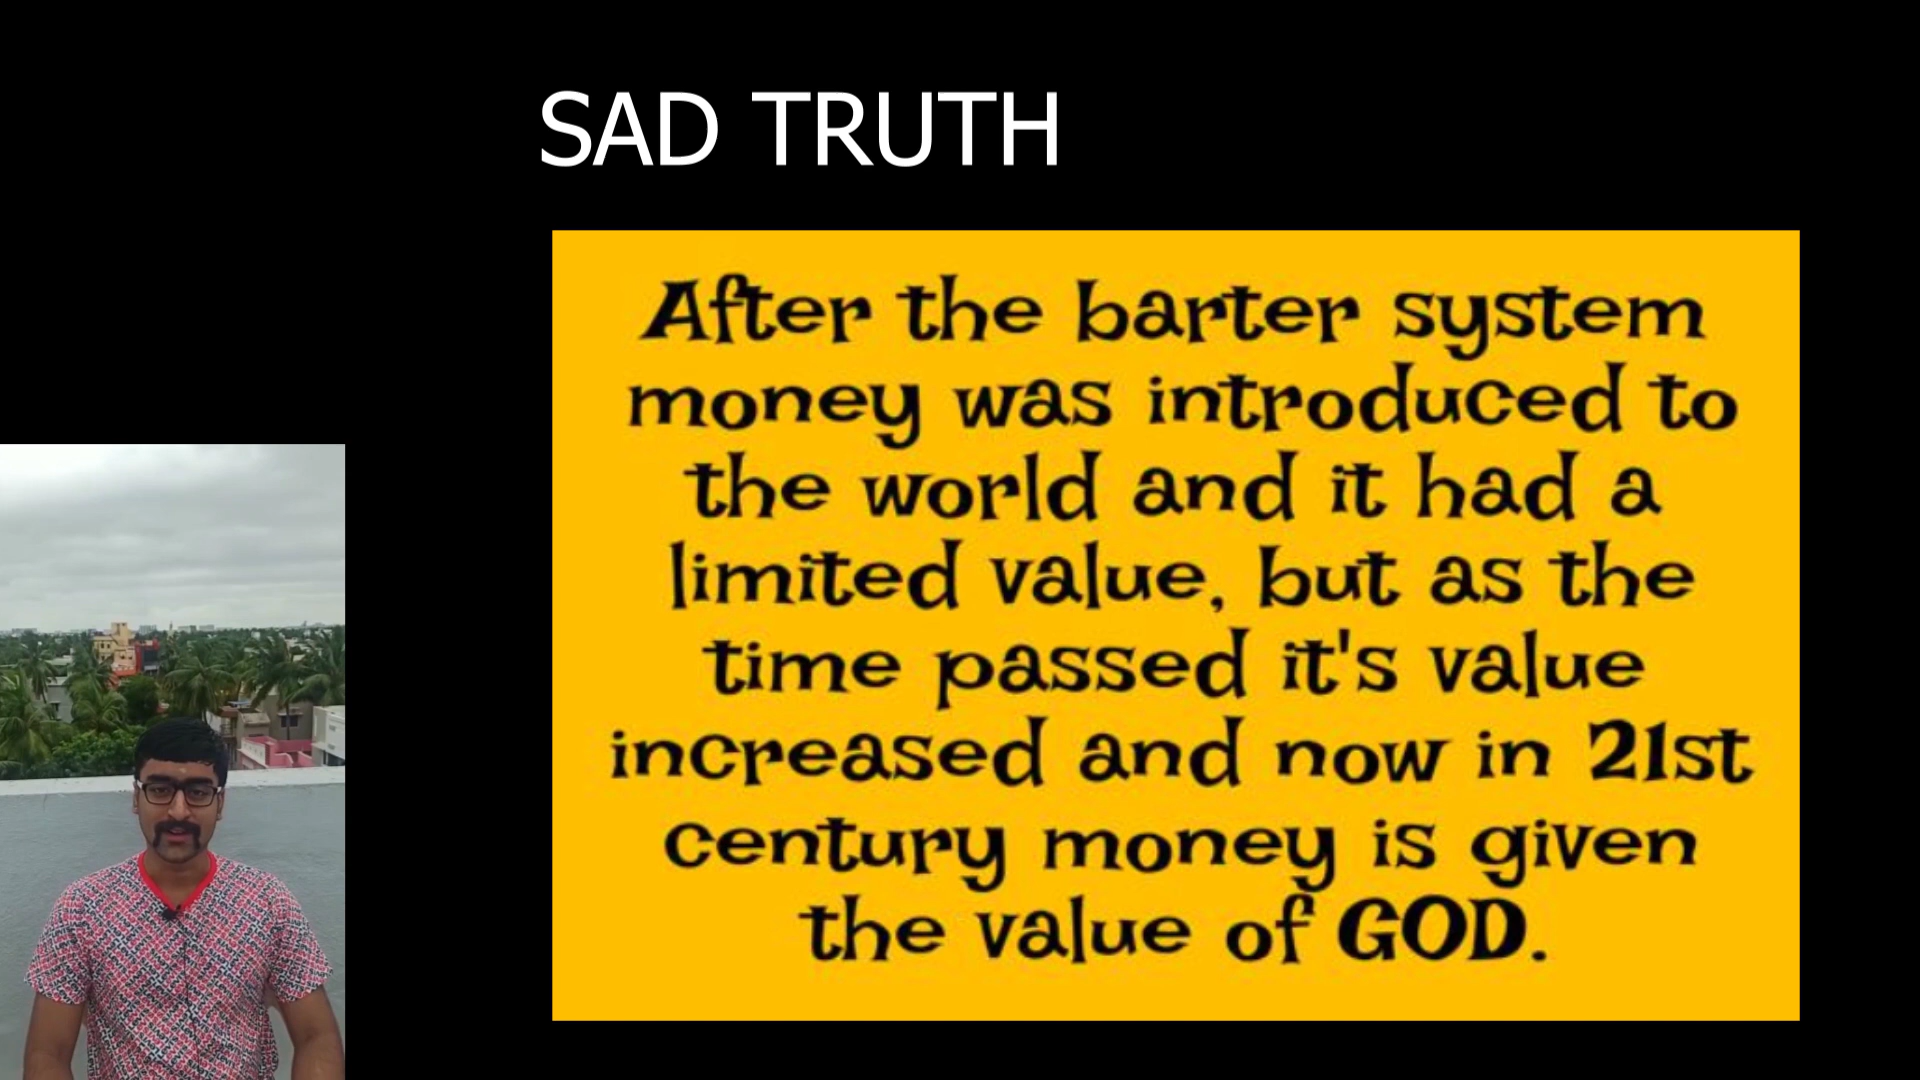 SAD TRUTH
After the barter system
money was introduced to
the world and it had a
limited value, but as the
time passed it's value
increased and now in 21st
century money is given
the value of GOD.